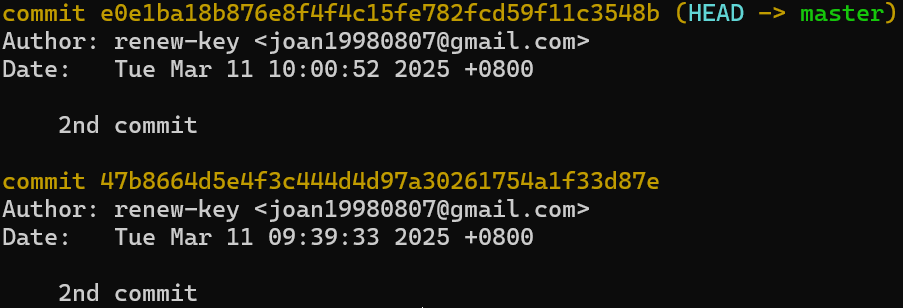 commit e0e1ba18b876e8f4f4c15fe782fcd59f11c3548b (HEAD -> master)
Author: renew-key <joan19980807@gmail.com>
Date:   Tue Mar 11 10:00:52 2025 +0800
    2nd commit
commit 47b8664d5e4f3c444d4d97a30261754a1f33d87e
Author: renew-key <joan19980807@gmail.com>
Date:   Tue Mar 11 09:39:33 2025 +0800
    2nd commit